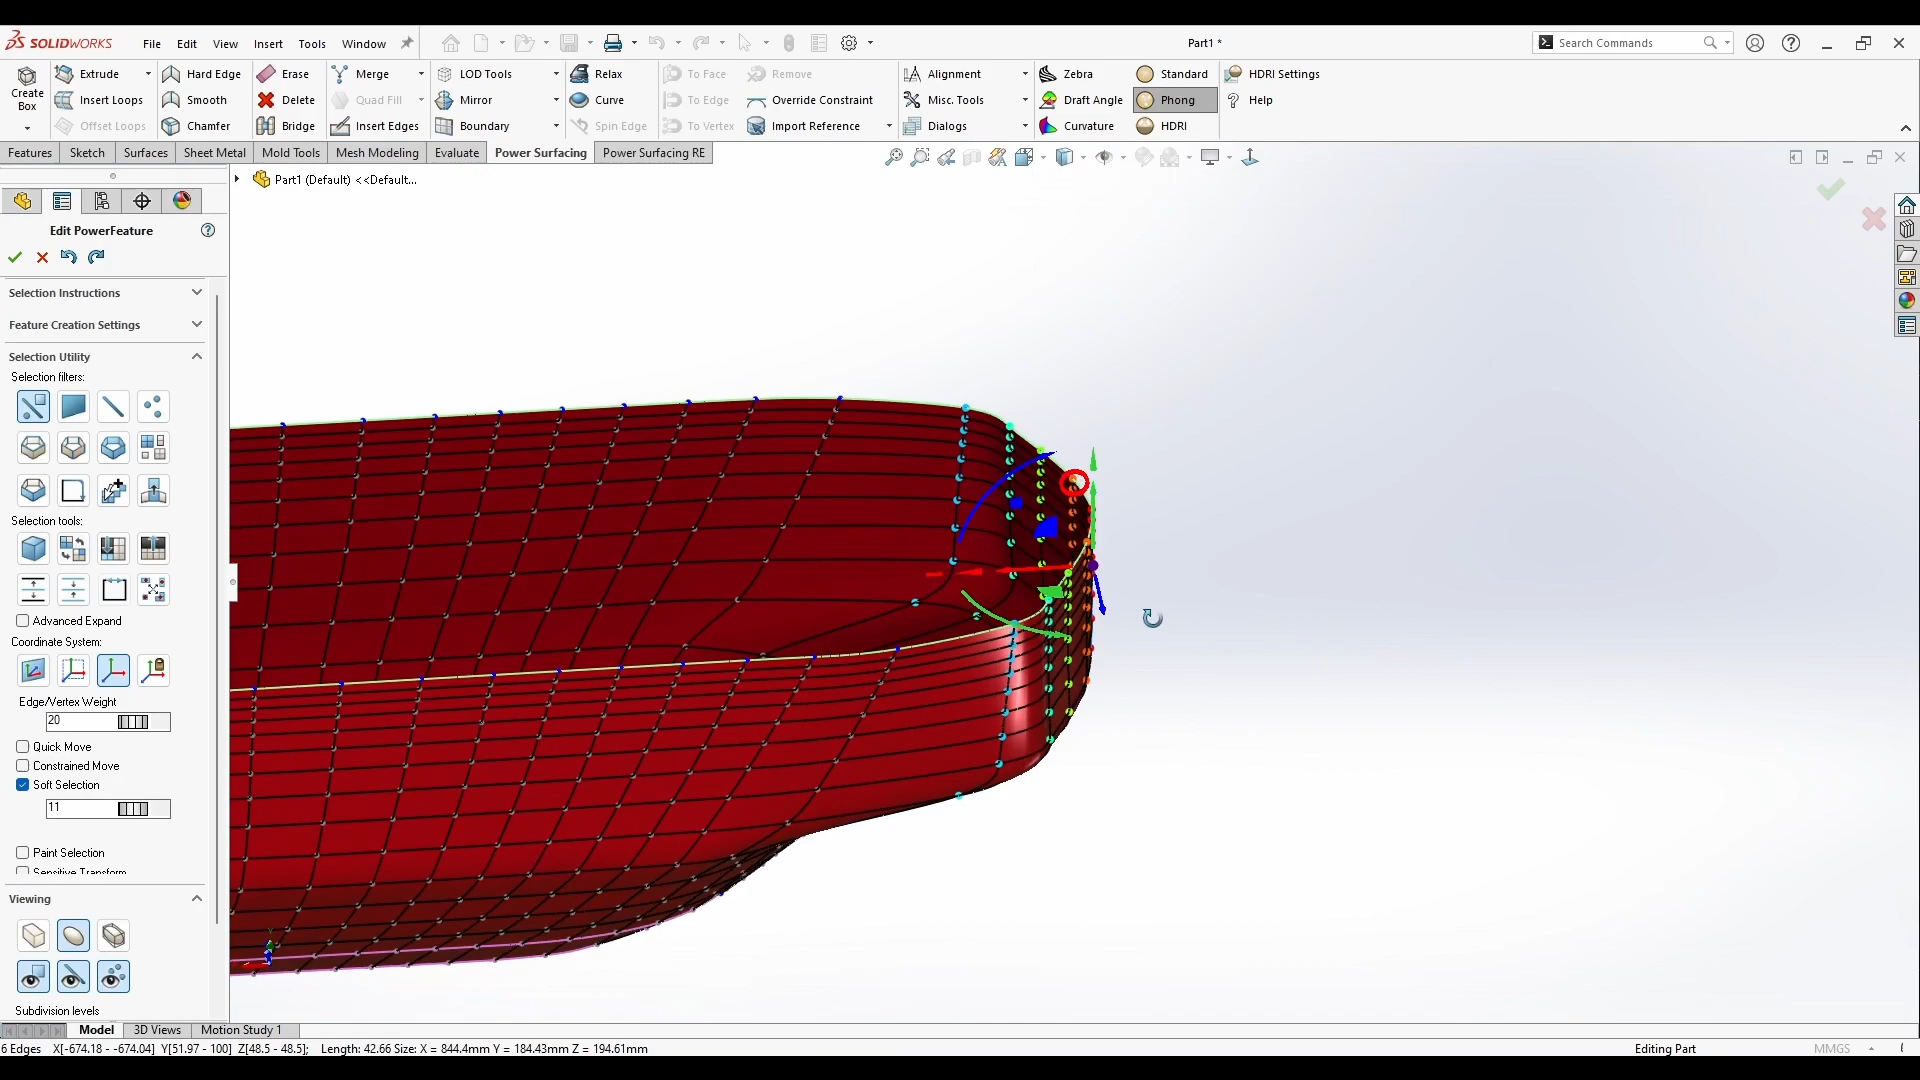 SOLIDWORKS File Edit View Insert Tools Window Part1 * Search Commands
Create Box
Extrude Hard Edge Erase Merge LOD Tools Relax To Face Remove Alignment Zebra Standard HDRI Settings
Insert Loops Smooth Delete Quad Fill Mirror Curve To Edge Override Constraint Misc. Tools Draft Angle Phong Help
Offset Loops Chamfer Bridge Insert Edges Boundary Spin Edge To Vertex Import Reference Dialogs Curvature HDRI
Features Sketch Surfaces Sheet Metal Mold Tools Mesh Modeling Evaluate Power Surfacing Power Surfacing RE
Part1 (Default) <<Default...
Edit PowerFeature
Selection Instructions
Feature Creation Settings
Selection Utility
Selection filters:
Selection tools:
Advanced Expand
Coordinate System:
Edge/Vertex Weight
20
Quick Move
Constrained Move
Soft Selection
11
Paint Selection
Sensitive Transform
Viewing
Subdivision levels
Model 3D Views Motion Study 1
6 Edges X[-674.18 - -674.04] Y[51.97 - 100] Z[48.5 - 48.5]; Length: 42.66 Size: X = 844.4mm Y = 184.43mm Z = 194.61mm Editing Part MMGS